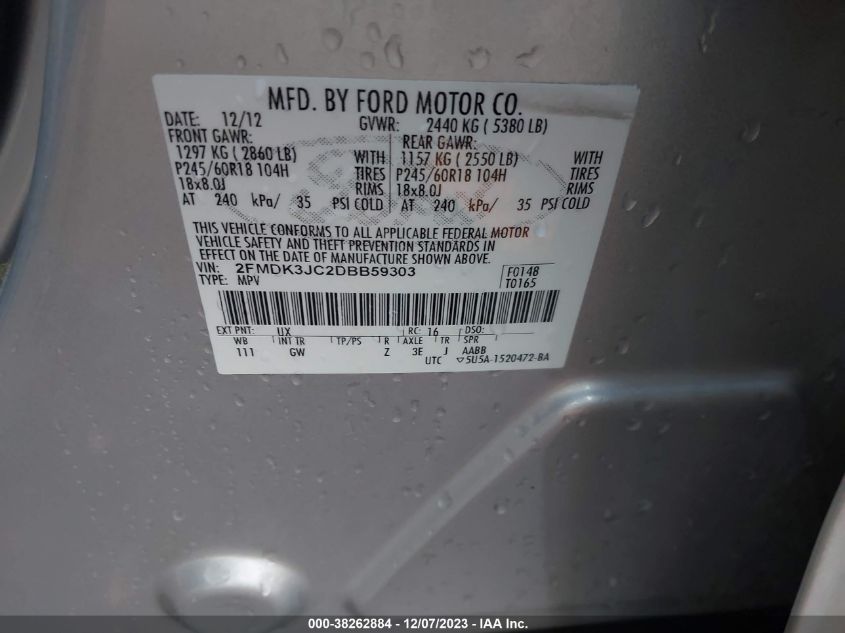 MFD. BY FORD MOTOR CO.
DATE: 12/12 GVWR: 2440 KG ( 5380 LB)
FRONT GAWR: REAR GAWR:
1297 KG ( 2860 LB) WITH 1157 KG ( 2550 LB) WITH
P245/60R18 104H TIRES P245/60R18 104H TIRES
18x8.0J RIMS 18x8.0J RIMS
AT 240 kPa/ 35 PSI COLD AT 240 kPa/ 35 PSI COLD
THIS VEHICLE CONFORMS TO ALL APPLICABLE FEDERAL MOTOR
VEHICLE SAFETY AND THEFT PREVENTION STANDARDS IN
EFFECT ON THE DATE OF MANUFACTURE SHOWN ABOVE.
VIN: 2FMDK3JC2DBB59303 F0148
TYPE: MPV T0165
EXT PNT: UX RC: 16 DSO:
WB INT TR TP/PS R AXLE TR SPR
111 GW Z 3E J AABB
UTC 5U5A-1520472-BA
000-38262884 - 12/07/2023 - IAAI.com